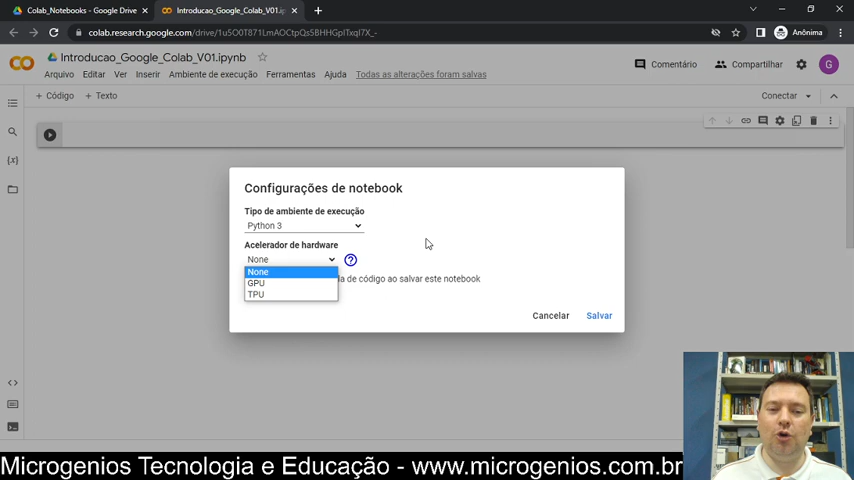 Colab_Notebooks - Google Drive
Introducao_Google_Colab_V01.ip
colab.research.google.com/drive/1u5O0T871LmAOCtpQs5BHHGpITxqI7X_-
Anônima
Introducao_Google_Colab_V01.ipynb
Comentário
Compartilhar
G
Arquivo Editar Ver Inserir Ambiente de execução Ferramentas Ajuda Todas as alterações foram salvas
+ Código + Texto
Conectar
Configurações de notebook
Tipo de ambiente de execução
Python 3
Acelerador de hardware
None
None
GPU
TPU
de código ao salvar este notebook
Cancelar
Salvar
Microgenios Tecnologia e Educação - www.microgenios.com.br